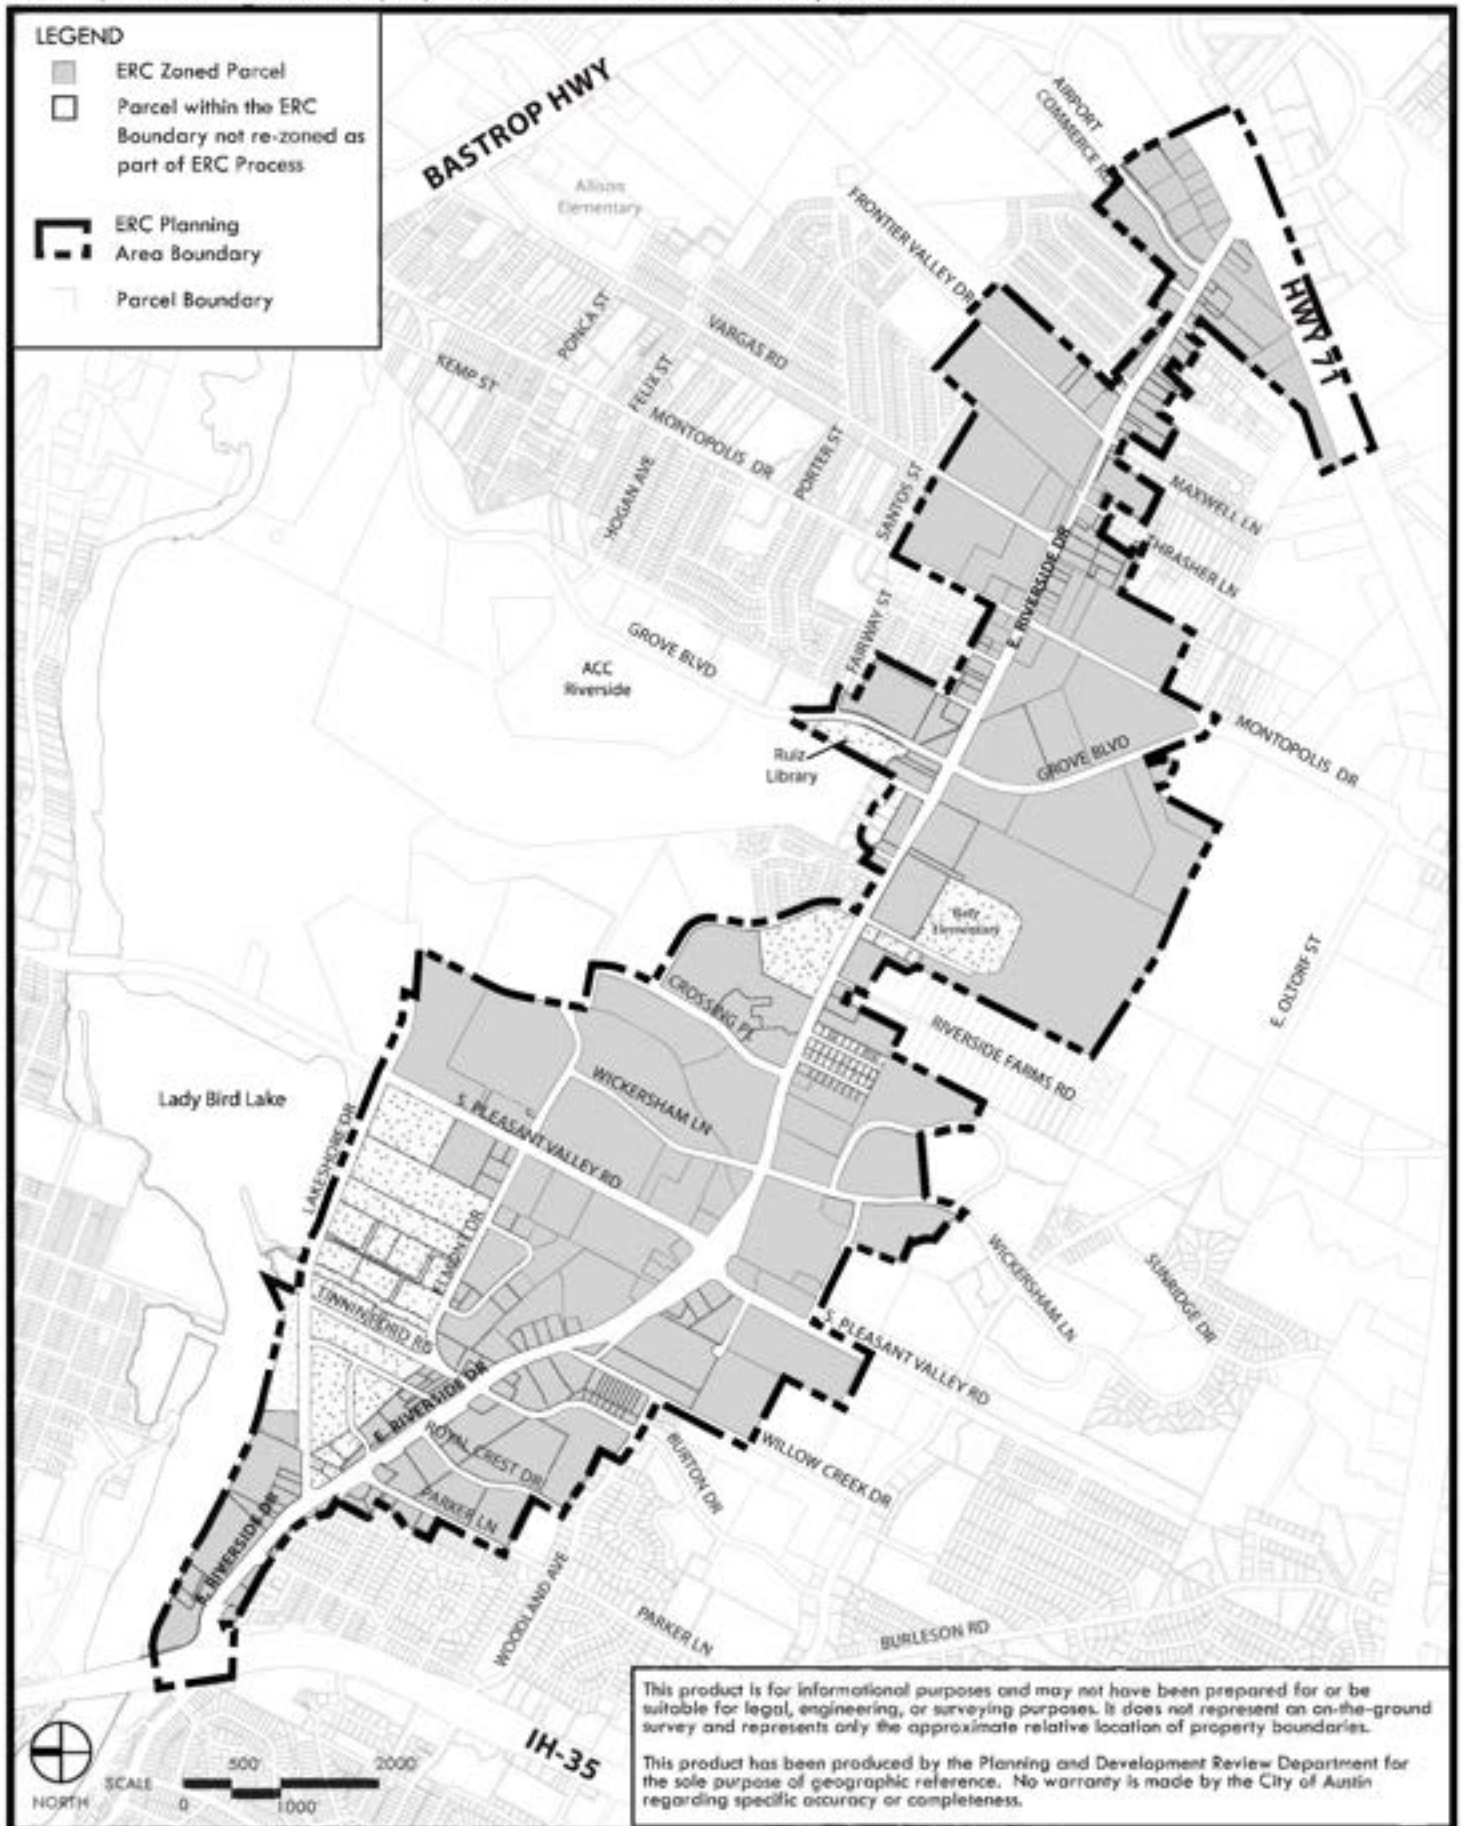 LEGEND
ERC Zoned Parcel
Parcel within the ERC
Boundary not re-zoned as
part of ERC Process
ERC Planning
Area Boundary
Parcel Boundary
BASTROP HWY
AIRPORT
COMMERCE
Allison
Elementary
FRONTIER VALLEY DR
HWY 71
PONCA ST
VARGAS RD
KEMP ST
FELIX ST
MONTOPOLIS DR
PORTER ST
HOGAN AVE
SANTOS ST
MAXWELL LN
THRASHER LN
E. RIVERSIDE DR
FAIRWAY ST
GROVE BLVD
ACC
Riverside
MONTOPOLIS DR
GROVE BLVD
Ruiz
Library
Elementary
E. OLTORF ST
CROSSING PL
RIVERSIDE FARMS RD
Lady Bird Lake
WICKERSHAM LN
S. PLEASANT VALLEY RD
LAKESHORE DR
ELMONT DR
WICKERSHAM LN
SUNRIDGE DR
TINNIN FORD RD
S. PLEASANT VALLEY RD
E. RIVERSIDE DR
ROYAL CREST DR
BURTON DR
WILLOW CREEK DR
PARKER LN
E. RIVERSIDE DR
WOODLAND AVE
PARKER LN
BURLESON RD
IH-35
NORTH
SCALE
500
2000
0
1000
This product is for informational purposes and may not have been prepared for or be
suitable for legal, engineering, or surveying purposes. It does not represent an on-the-ground
survey and represents only the approximate relative location of property boundaries.
This product has been produced by the Planning and Development Review Department for
the sole purpose of geographic reference. No warranty is made by the City of Austin
regarding specific accuracy or completeness.